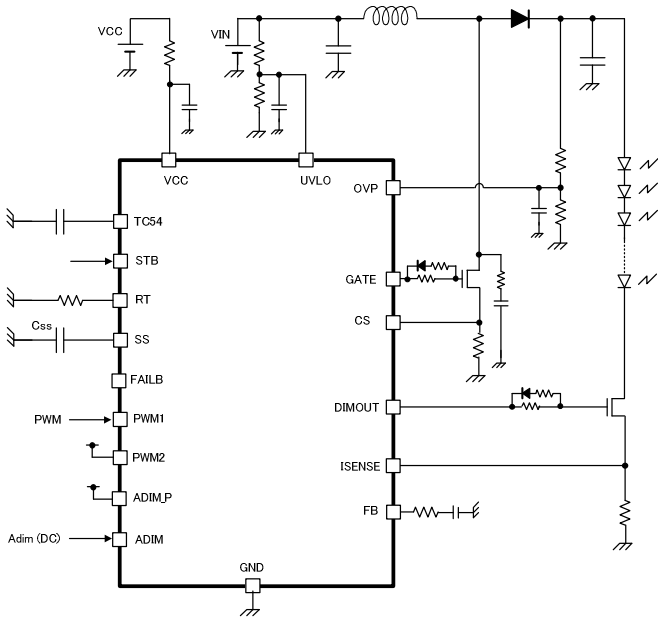 VCC
VIN
VCC
UVLO
OVP
TC54
STB
GATE
RT
CS
Css
SS
FAILB
DIMOUT
PWM
PWM1
PWM2
ISENSE
ADIM_P
FB
Adim (DC)
ADIM
GND